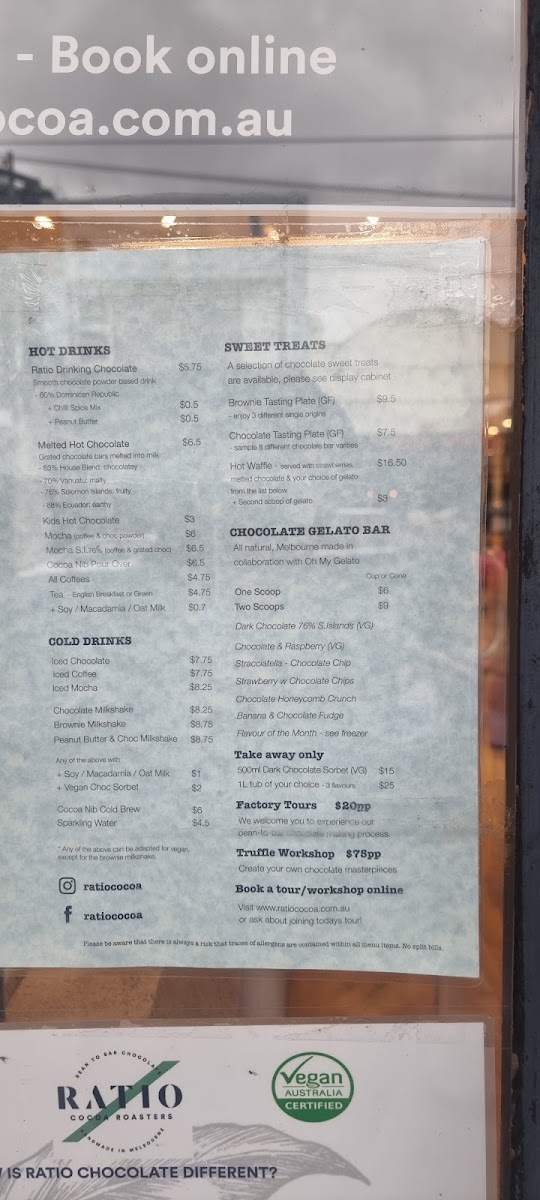 - Book online
ocoa.com.au
HOT DRINKS
Ratio Drinking Chocolate $5.75
Smooth chocolate powder based drink
- 60% Dominican Republic
+ Chilli Spice Mix $0.5
+ Peanut Butter $0.5
Melted Hot Chocolate $6.5
Grated chocolate bars melted into milk
- 53% House Blend: chocolatey
- 70% Vanuatu: malty
- 76% Solomon Islands: fruity
- 88% Ecuador: earthy
Kids Hot Chocolate $3
Mocha (coffee & choc powder) $6
Mocha S.I.76% (coffee & grated choc) $6.5
Cocoa Nib Pour Over $6.5
All Coffees $4.75
Tea - English Breakfast or Green $4.75
+ Soy / Macadamia / Oat Milk $0.7
COLD DRINKS
Iced Chocolate $7.75
Iced Coffee $7.75
Iced Mocha $8.25
Chocolate Milkshake $8.25
Brownie Milkshake $8.75
Peanut Butter & Choc Milkshake $8.75
Any of the above with
+ Soy / Macadamia / Oat Milk $1
+ Vegan Choc Sorbet $2
Cocoa Nib Cold Brew $6
Sparkling Water $4.5
* Any of the above can be adapted for vegan,
except for the brownie milkshake.
ratiococoa
ratiococoa
SWEET TREATS
A selection of chocolate sweet treats
are available, please see display cabinet
Brownie Tasting Plate (GF) $9.5
- enjoy 3 different single origins
Chocolate Tasting Plate (GF) $7.5
- sample 8 different chocolate bar varities
Hot Waffle - served with strawberries, $16.50
melted chocolate & your choice of gelato
from the list below
+ Second scoop of gelato $3
CHOCOLATE GELATO BAR
All natural, Melbourne made in
collaboration with Oh My Gelato
Cup or Cone
One Scoop $6
Two Scoops $9
Dark Chocolate 76% S.Islands (VG)
Chocolate & Raspberry (VG)
Stracciatella - Chocolate Chip
Strawberry w Chocolate Chips
Chocolate Honeycomb Crunch
Banana & Chocolate Fudge
Flavour of the Month - see freezer
Take away only
500ml Dark Chocolate Sorbet (VG) $15
1L tub of your choice - 3 flavours $25
Factory Tours $20pp
We welcome you to experience our
bean-to-bar chocolate making process.
Truffle Workshop $75pp
Create your own chocolate masterpieces
Book a tour/workshop online
Visit www.ratiococoa.com.au
or ask about joining todays tour!
Please be aware that there is always a risk that traces of allergens are contained within all menu items. No split bills.
BEAN TO BAR CHOCOLATE
RATIO
COCOA ROASTERS
HANDMADE IN MELBOURNE
Vegan
AUSTRALIA
CERTIFIED
IS RATIO CHOCOLATE DIFFERENT?